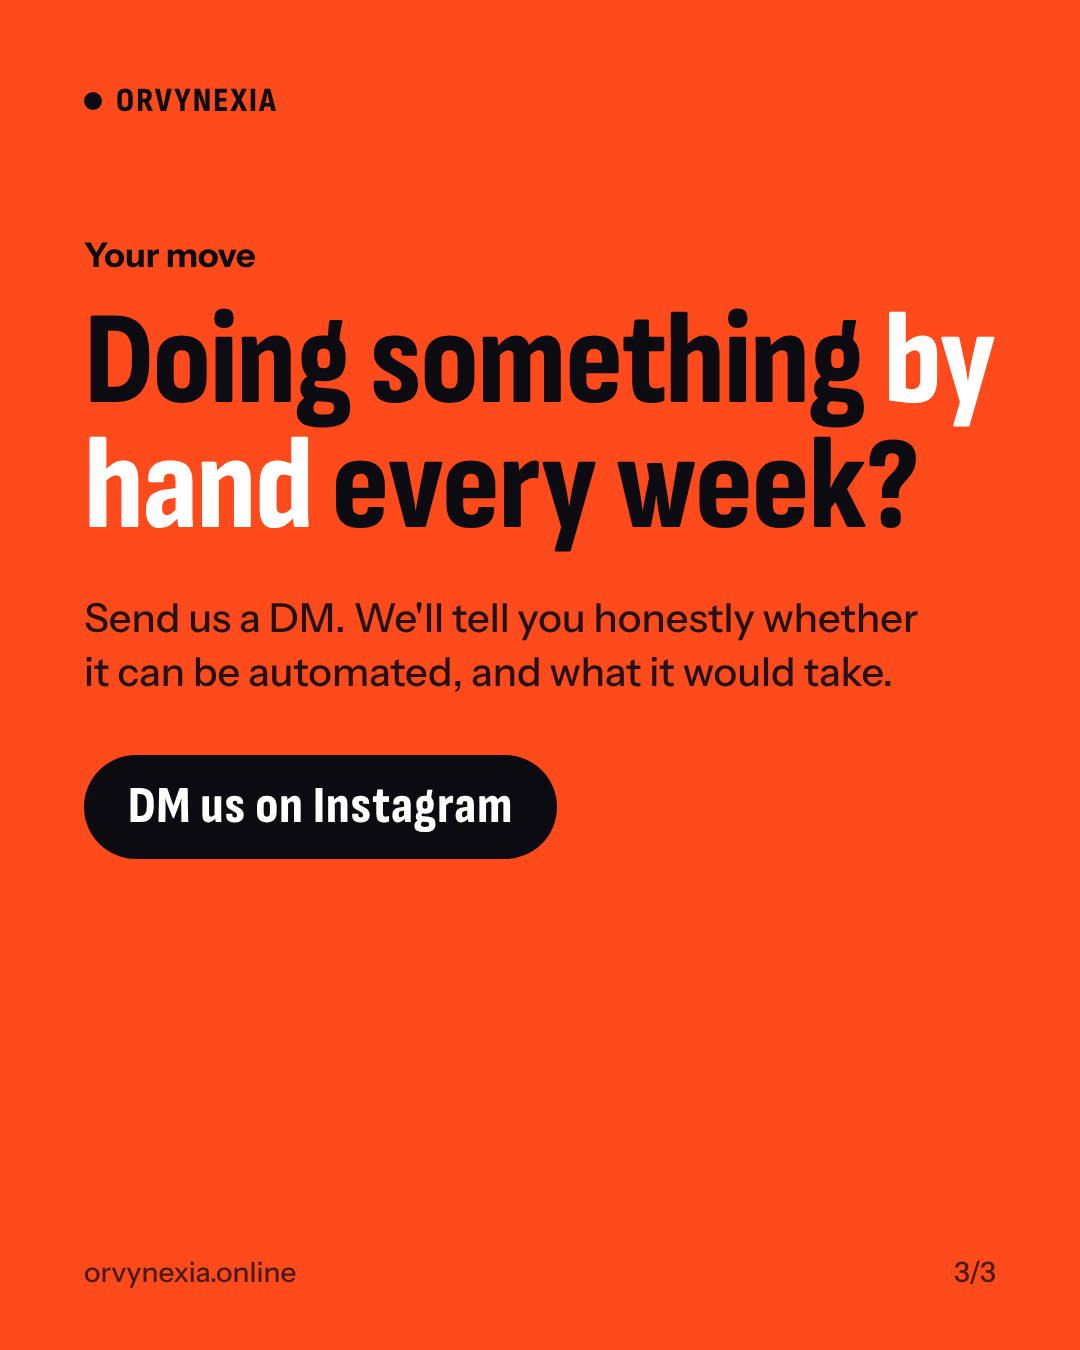 ORVYNEXIA
Your move
Doing something by
hand every week?
Send us a DM. We'll tell you honestly whether
it can be automated, and what it would take.
DM us on Instagram
orvynexia.online
3/3